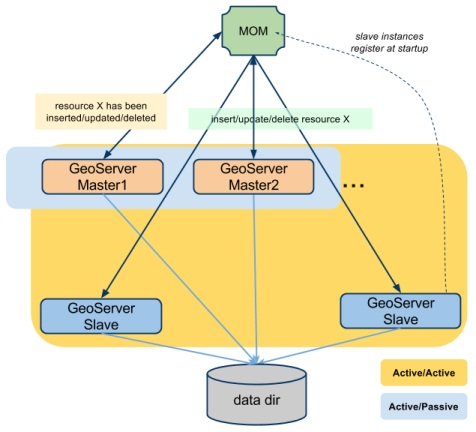 MOM
slave instances
register at startup
resource X has been
inserted/updated/deleted
insert/upcate/delete resource X
GeoServer
Master1
GeoServer
Master2
...
GeoServer
Slave
GeoServer
Slave
data dir
Active/Active
Active/Passive